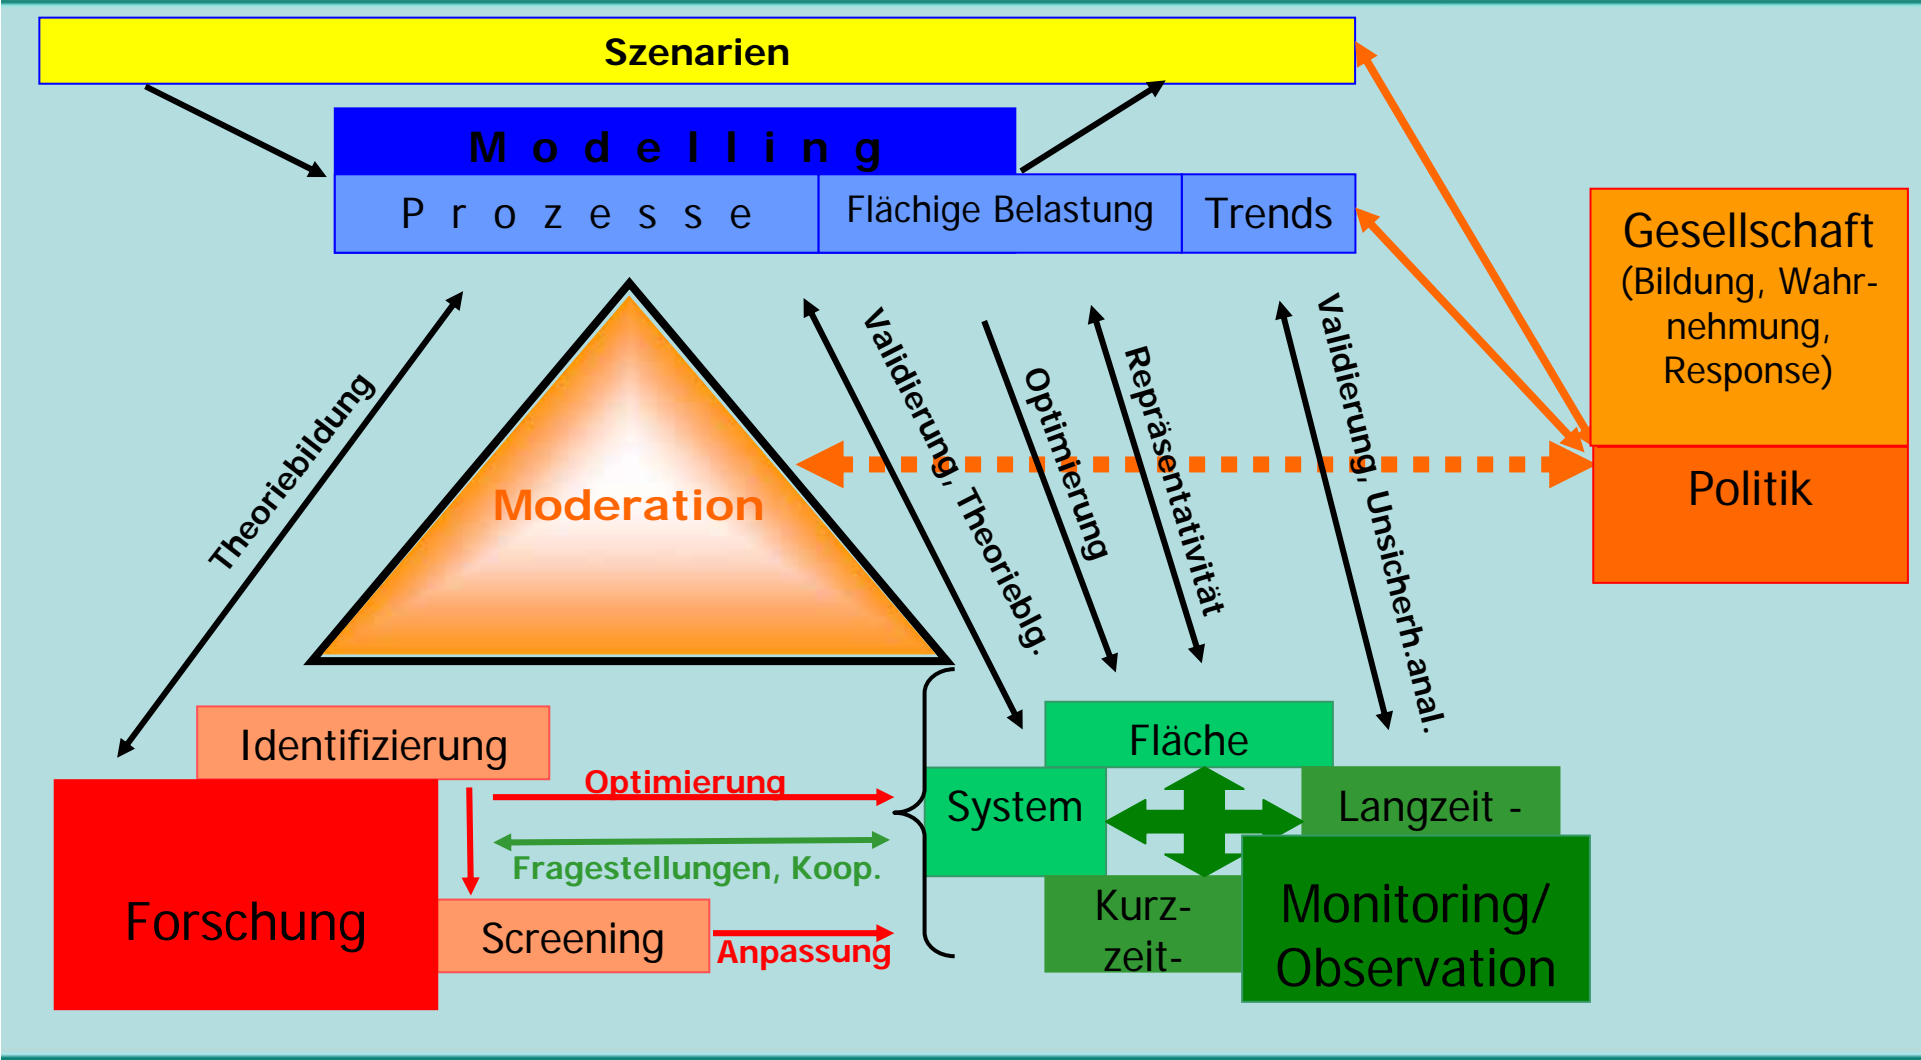 Szenarien
M o d e l l i n g
P r o z e s s e
Flächige Belastung
Trends
Gesellschaft
(Bildung, Wahr-
nehmung,
Response)
Politik
Theoriebildung
Moderation
Validierung, Theorieblg.
Optimierung
Repräsentativität
Validierung, Unsicherh.anal.
Identifizierung
Forschung
Screening
Optimierung
Fragestellungen, Koop.
Anpassung
Fläche
System
Langzeit -
Kurz-
zeit-
Monitoring/
Observation